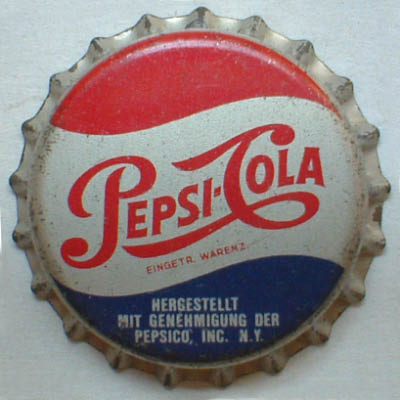 PEPSI-COLA
EINGETR. WARENZ.
HERGESTELLT
MIT GENEHMIGUNG DER
PEPSICO, INC. N.Y.